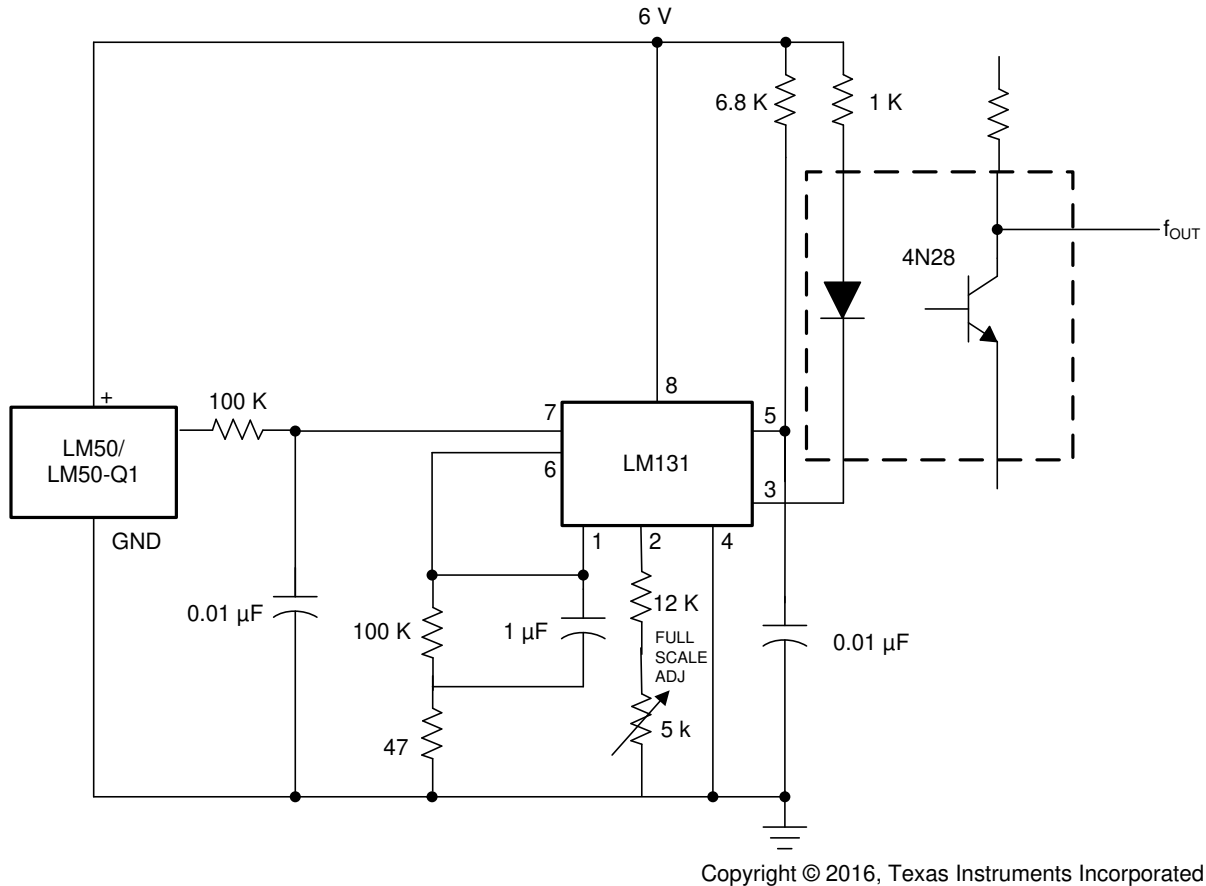 6 V
6.8 K
1 K
4N28
fOUT
+
100 K
LM50/
LM50-Q1
GND
8
7
6
5
3
LM131
1
2
4
0.01 µF
100 K
1 µF
12 K
FULL
SCALE
ADJ
5 k
47
0.01 µF
Copyright © 2016, Texas Instruments Incorporated